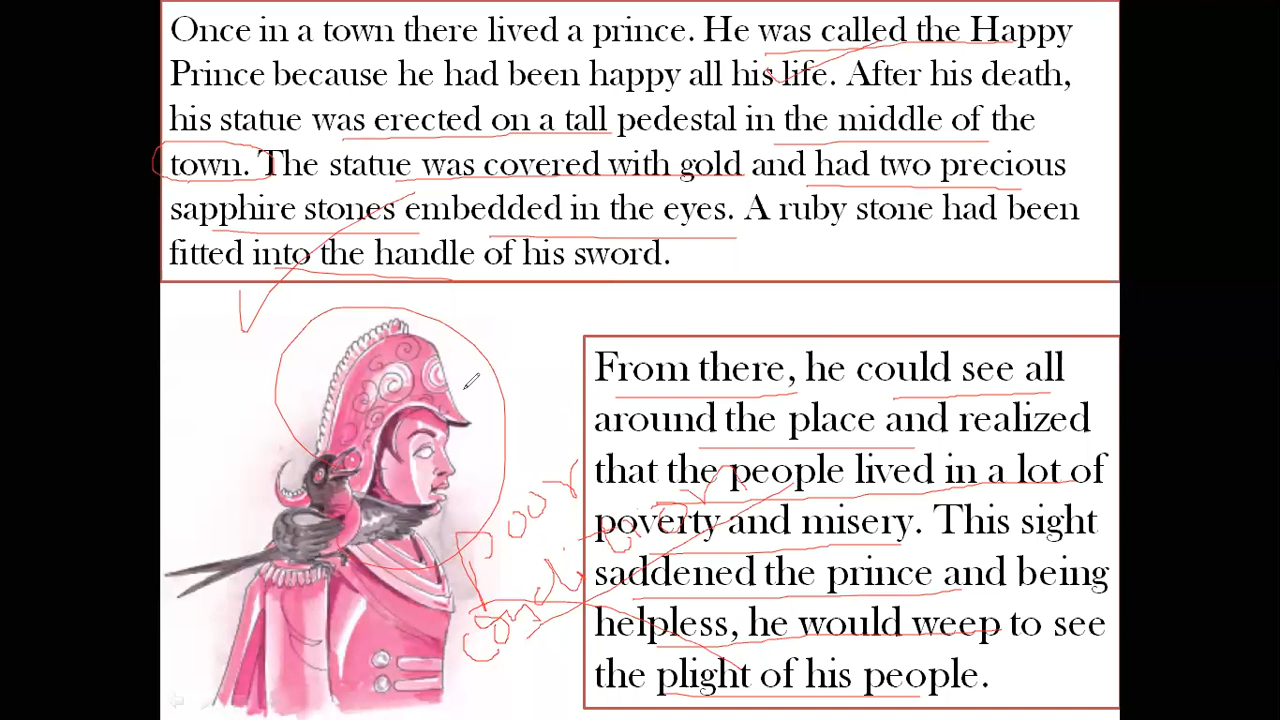 Once in a town there lived a prince. He was called the Happy
Prince because he had been happy all his life. After his death,
his statue was erected on a tall pedestal in the middle of the
town. The statue was covered with gold and had two precious
sapphire stones embedded in the eyes. A ruby stone had been
fitted into the handle of his sword.
From there, he could see all
around the place and realized
that the people lived in a lot of
poverty and misery. This sight
saddened the prince and being
helpless, he would weep to see
the plight of his people.
Poor
condition